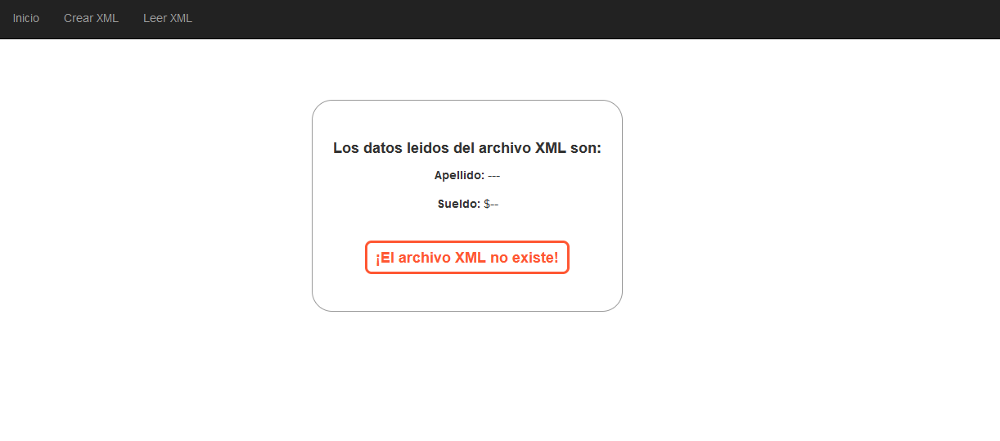 Inicio Crear XML Leer XML
Los datos leidos del archivo XML son:
Apellido: ---
Sueldo: $--
¡El archivo XML no existe!